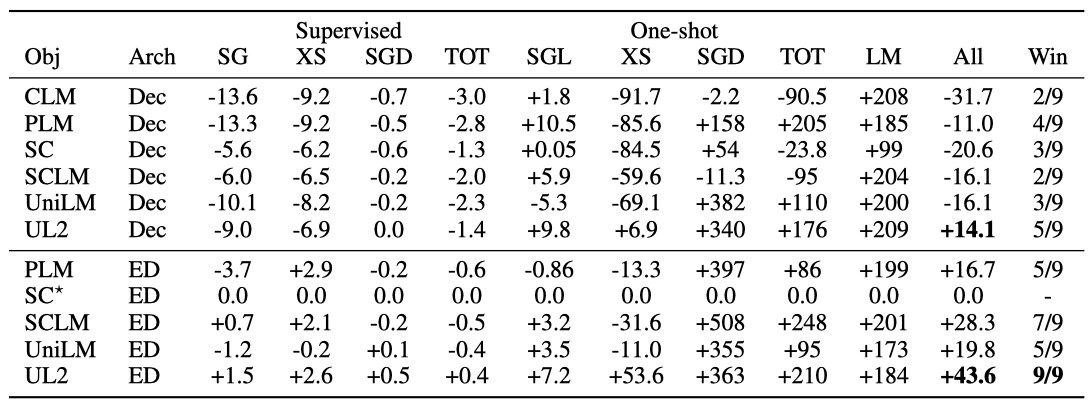 Supervised One-shot
Obj Arch SG XS SGD TOT SGL XS SGD TOT LM All Win
CLM Dec -13.6 -9.2 -0.7 -3.0 +1.8 -91.7 -2.2 -90.5 +208 -31.7 2/9
PLM Dec -13.3 -9.2 -0.5 -2.8 +10.5 -85.6 +158 +205 +185 -11.0 4/9
SC Dec -5.6 -6.2 -0.6 -1.3 +0.05 -84.5 +54 -23.8 +99 -20.6 3/9
SCLM Dec -6.0 -6.5 -0.2 -2.0 +5.9 -59.6 -11.3 -95 +204 -16.1 2/9
UniLM Dec -10.1 -8.2 -0.2 -2.3 -5.3 -69.1 +382 +110 +200 -16.1 3/9
UL2 Dec -9.0 -6.9 0.0 -1.4 +9.8 +6.9 +340 +176 +209 +14.1 5/9
PLM ED -3.7 +2.9 -0.2 -0.6 -0.86 -13.3 +397 +86 +199 +16.7 5/9
SC⋆ ED 0.0 0.0 0.0 0.0 0.0 0.0 0.0 0.0 0.0 0.0 -
SCLM ED +0.7 +2.1 -0.2 -0.5 +3.2 -31.6 +508 +248 +201 +28.3 7/9
UniLM ED -1.2 -0.2 +0.1 -0.4 +3.5 -11.0 +355 +95 +173 +19.8 5/9
UL2 ED +1.5 +2.6 +0.5 +0.4 +7.2 +53.6 +363 +210 +184 +43.6 9/9